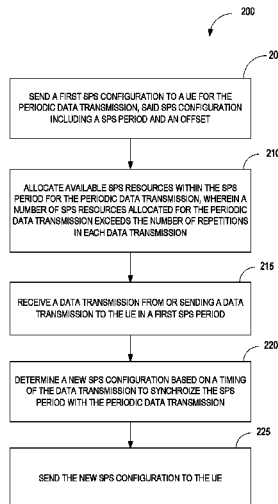 200
20
SEND A FIRST SPS CONFIGURATION TO A UE FOR THE
PERIODIC DATA TRANSMISSION, SAID SPS CONFIGURATION
INCLUDING A SPS PERIOD AND AN OFFSET
210
ALLOCATE AVAILABLE SPS RESOURCES WITHIN THE SPS
PERIOD FOR THE PERIODIC DATA TRANSMISSION, WHEREIN A
NUMBER OF SPS RESOURCES ALLOCATED FOR THE PERIODIC
DATA TRANSMISSION EXCEEDS THE NUMBER OF REPETITIONS
IN EACH DATA TRANSMISSION
215
RECEIVE A DATA TRANSMISSION FROM OR SENDING A DATA
TRANSMISSION TO THE UE IN A FIRST SPS PERIOD
220
DETERMINE A NEW SPS CONFIGURATION BASED ON A TIMING
OF THE DATA TRANSMISSION TO SYNCHROIZE THE SPS
PERIOD WITH THE PERIODIC DATA TRANSMISSION
225
SEND THE NEW SPS CONFIGURATION TO THE UE